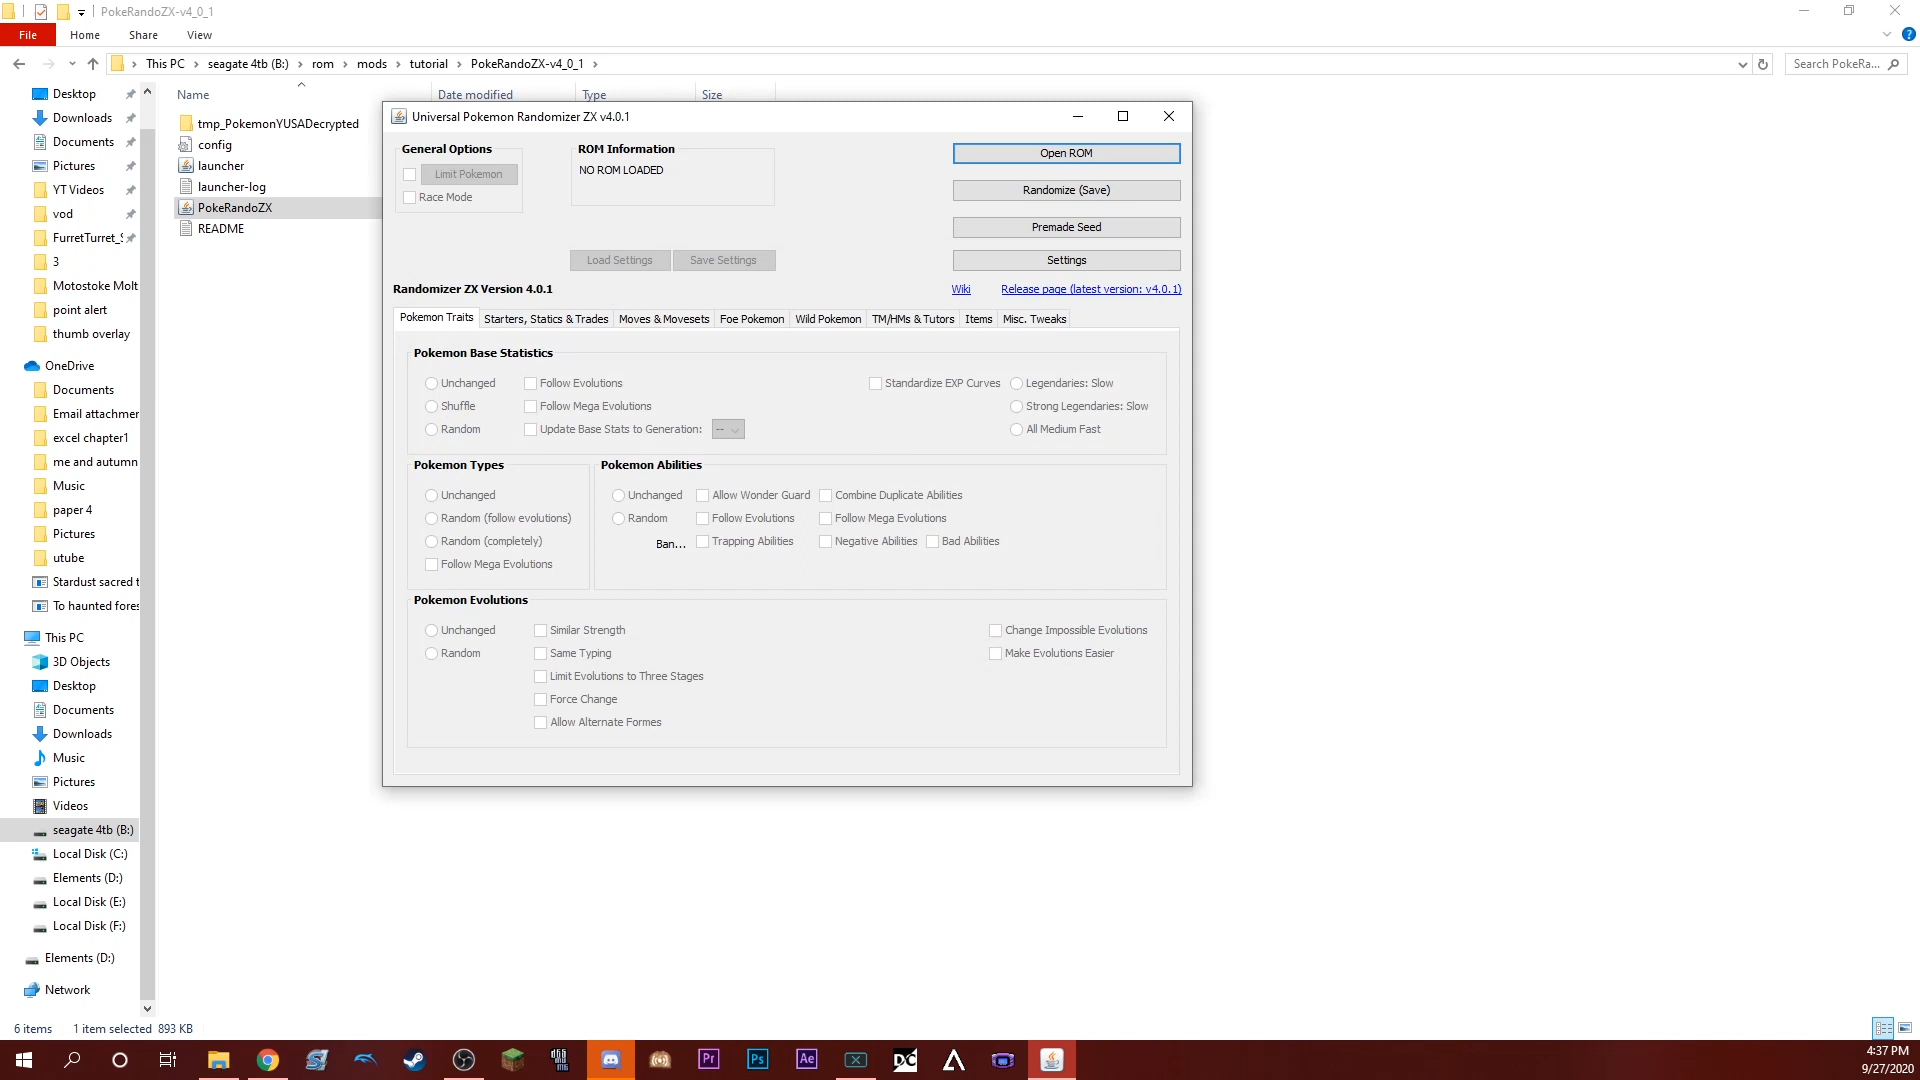 PokeRandoZX-v4_0_1
File Home Share View
This PC seagate 4tb (B:) rom mods tutorial PokeRandoZX-v4_0_1 Search PokeRa...
Desktop
Downloads
Documents
Pictures
YT Videos
vod
FurretTurret_S
3
Motostoke Molt
point alert
thumb overlay
OneDrive
Documents
Email attachmer
excel chapter1
me and autumn
Music
paper 4
Pictures
utube
Stardust sacred t
To haunted fores
This PC
3D Objects
Desktop
Documents
Downloads
Music
Pictures
Videos
seagate 4tb (B:)
Local Disk (C:)
Elements (D:)
Local Disk (E:)
Local Disk (F:)
Elements (D:)
Network
Name Date modified Type Size
tmp_PokemonYUSADecrypted
config
launcher
launcher-log
PokeRandoZX
README
Universal Pokemon Randomizer ZX v4.0.1
General Options
Limit Pokemon
Race Mode
ROM Information
NO ROM LOADED
Open ROM
Randomize (Save)
Premade Seed
Load Settings Save Settings Settings
Randomizer ZX Version 4.0.1 Wiki Release page (latest version: v4.0.1)
Pokemon Traits Starters, Statics & Trades Moves & Movesets Foe Pokemon Wild Pokemon TM/HMs & Tutors Items Misc. Tweaks
Pokemon Base Statistics
Unchanged Follow Evolutions Standardize EXP Curves Legendaries: Slow
Shuffle Follow Mega Evolutions Strong Legendaries: Slow
Random Update Base Stats to Generation: -- All Medium Fast
Pokemon Types
Unchanged
Random (follow evolutions)
Random (completely)
Follow Mega Evolutions
Pokemon Abilities
Unchanged Allow Wonder Guard Combine Duplicate Abilities
Random Follow Evolutions Follow Mega Evolutions
Ban... Trapping Abilities Negative Abilities Bad Abilities
Pokemon Evolutions
Unchanged Similar Strength Change Impossible Evolutions
Random Same Typing Make Evolutions Easier
Limit Evolutions to Three Stages
Force Change
Allow Alternate Formes
6 items 1 item selected 893 KB
Pr Ps Ae DC
4:37 PM
9/27/2020